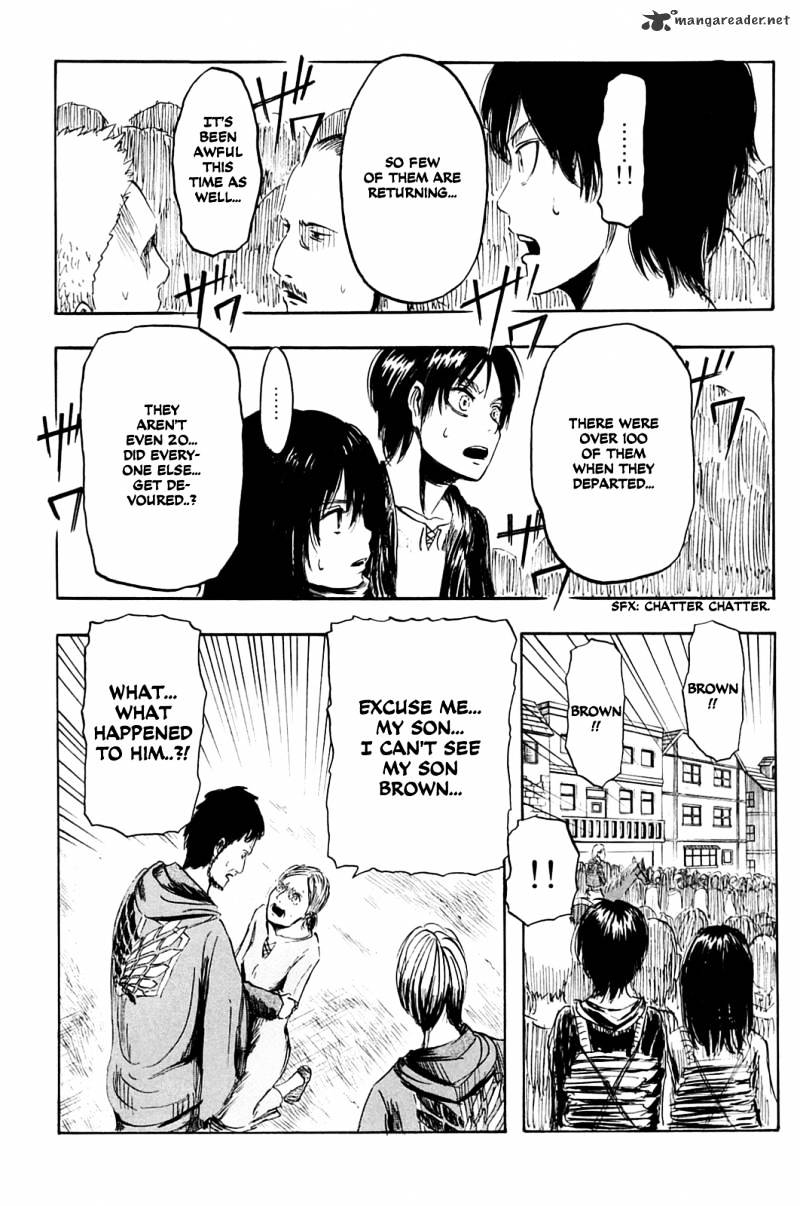 mangareader.net
.......
!!
SO FEW
OF THEM ARE
RETURNING...
IT'S
BEEN
AWFUL
THIS
TIME AS
WELL...
THERE WERE
OVER 100
OF THEM
WHEN THEY
DEPARTED...
.......
THEY
AREN'T
EVEN 20...
DID EVERY-
ONE ELSE...
GET DE-
VOURED..?
SFX: CHATTER CHATTER.
BROWN
!!
BROWN
!!
!!
EXCUSE ME...
MY SON...
I CAN'T SEE
MY SON
BROWN...
WHAT...
WHAT
HAPPENED
TO HIM..?!